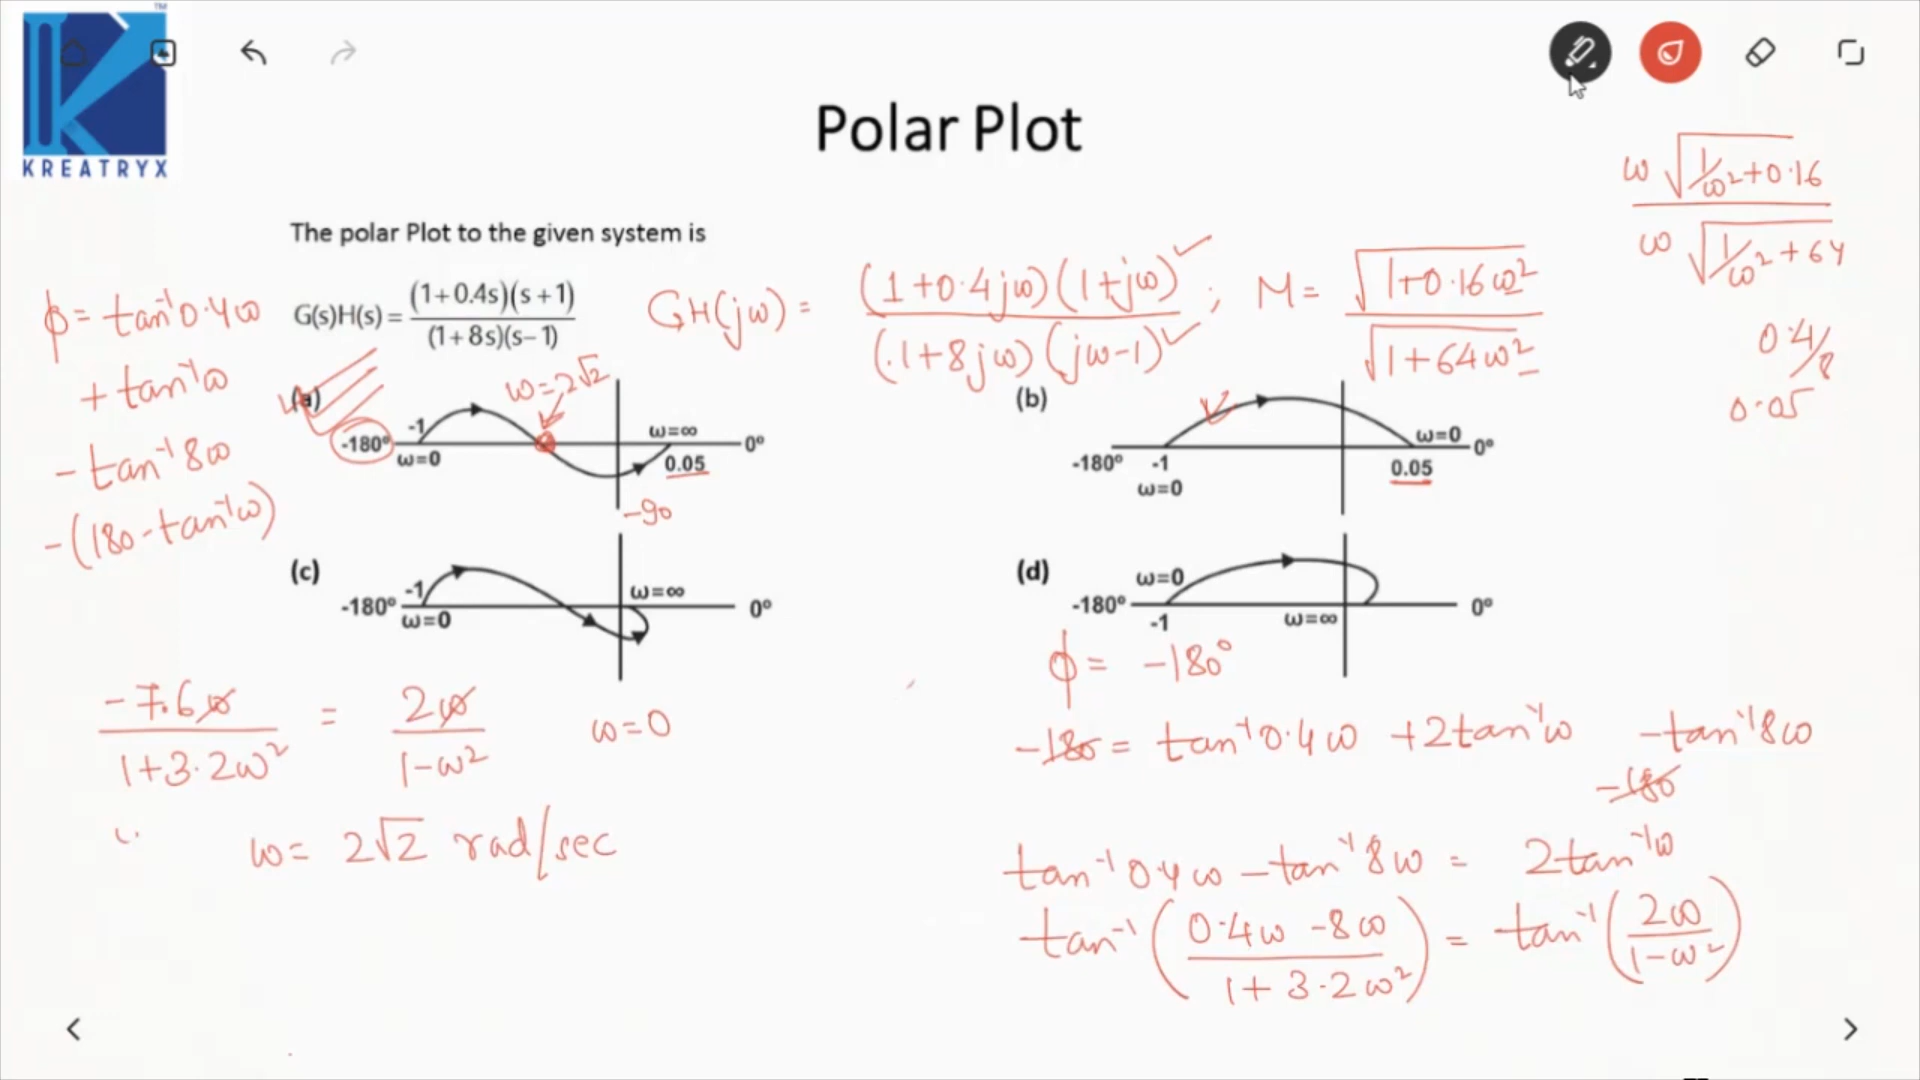 KREATRYX
TM
Polar Plot
ω √(1/ω²+0.16)
ω √(1/ω²+64)
0.4/8
0.05
The polar Plot to the given system is
G(s)H(s) = (1+0.4s)(s+1) / (1+8s)(s−1)
GH(jω) = (1+0.4jω)(1+jω) / (1+8jω)(jω−1) ; M = √(1+0.16ω²) / √(1+64ω²)
ϕ = tan⁻¹0.4ω
+ tan⁻¹ω
− tan⁻¹8ω
−(180−tan⁻¹ω)
(a)
ω=2√2
-1
-180°
ω=0
ω=∞
0°
0.05
-90
(b)
-180°
-1
ω=0
ω=0
0°
0.05
(c)
-1
-180°
ω=0
ω=∞
0°
(d)
ω=0
-180°
-1
ω=∞
0°
ϕ = −180°
−180 = tan⁻¹0.4ω + 2tan⁻¹ω − tan⁻¹8ω
−180
tan⁻¹0.4ω − tan⁻¹8ω = 2tan⁻¹ω
tan⁻¹((0.4ω − 8ω) / (1+3.2ω²)) = tan⁻¹(2ω / (1−ω²))
−7.6ω / (1+3.2ω²) = 2ω / (1−ω²) ω=0
ω = 2√2 rad/sec